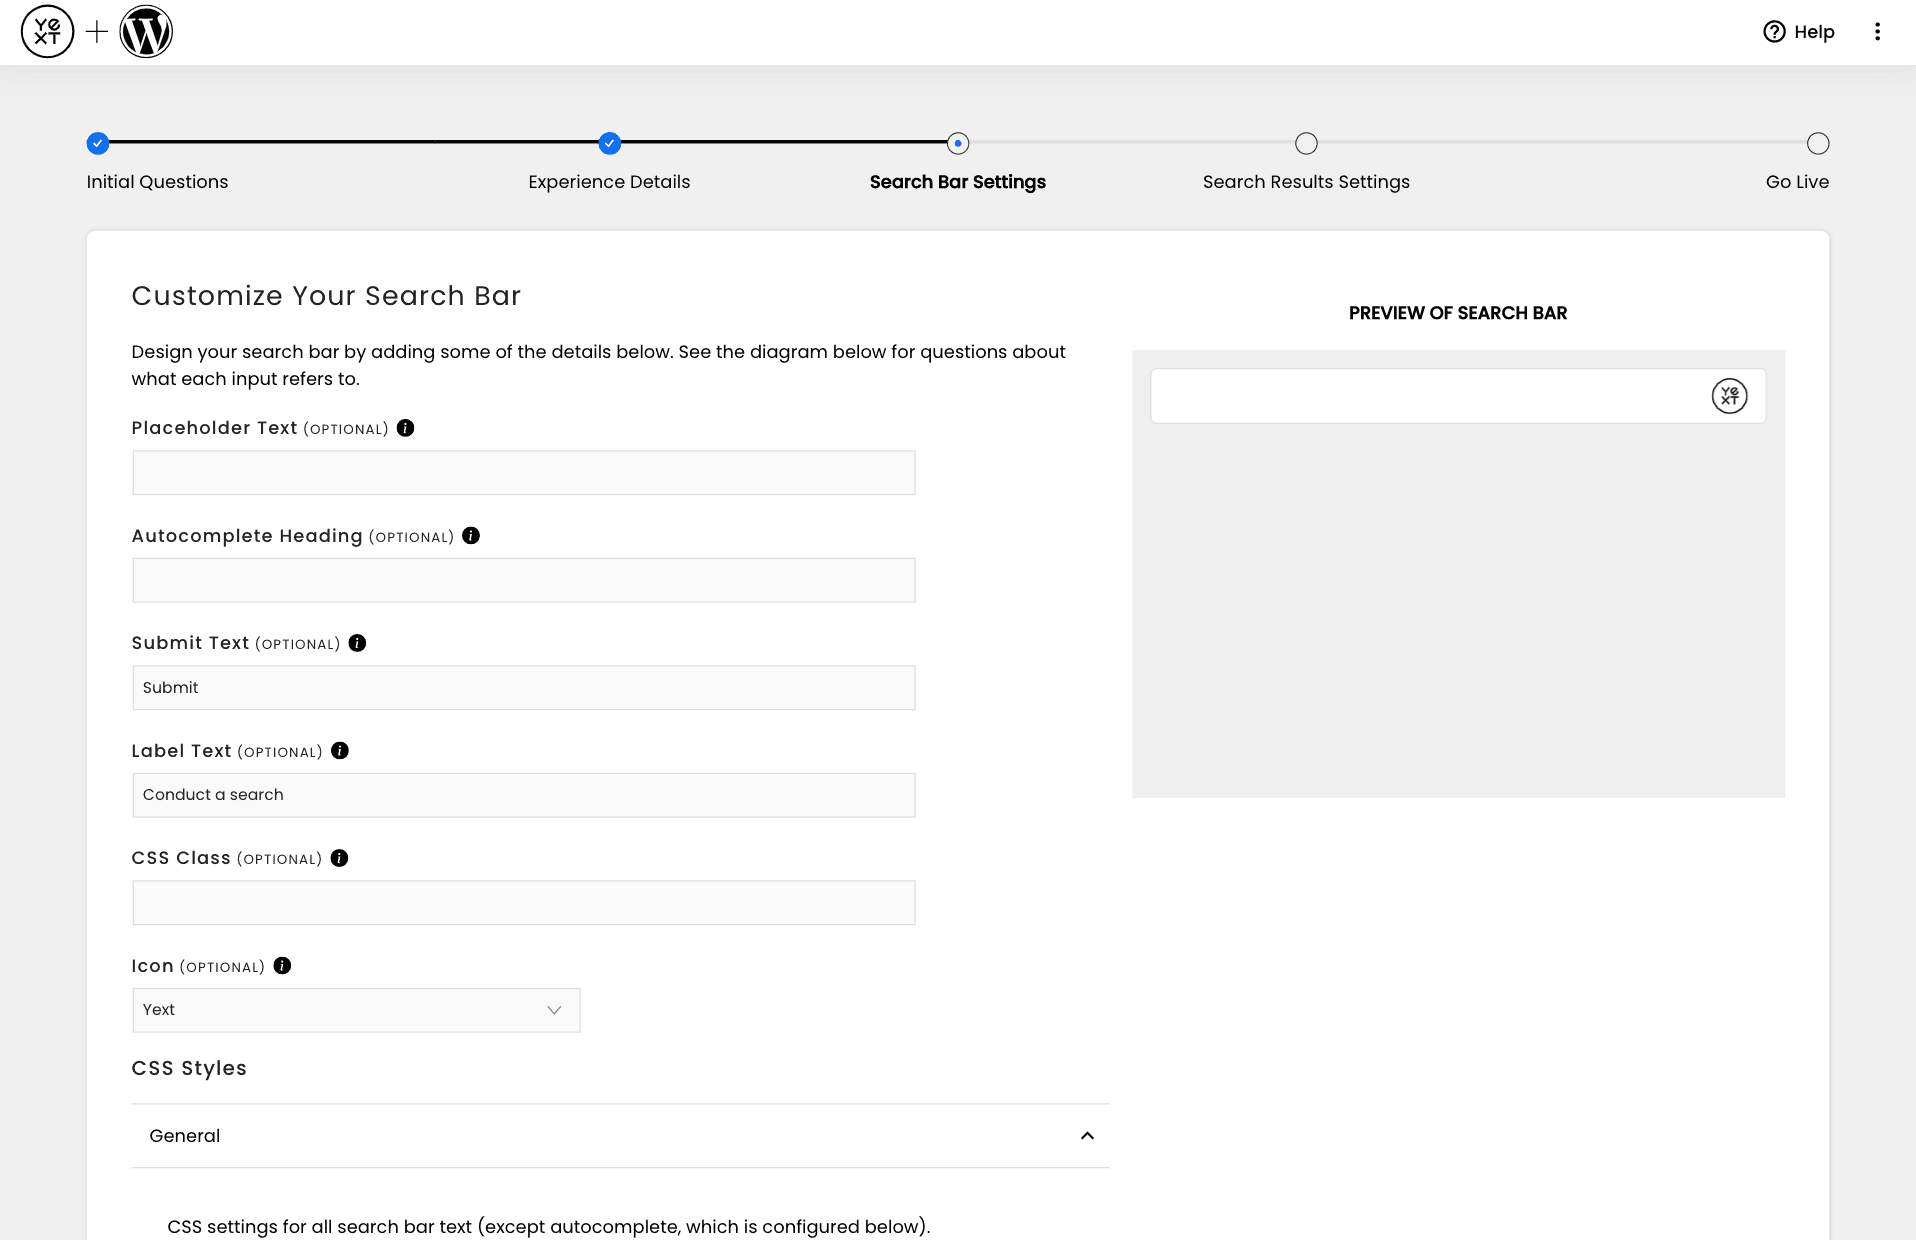 YEXT
Help
Initial Questions
Experience Details
Search Bar Settings
Search Results Settings
Go Live
Customize Your Search Bar
Design your search bar by adding some of the details below. See the diagram below for questions about
what each input refers to.
Placeholder Text (OPTIONAL)
Autocomplete Heading (OPTIONAL)
Submit Text (OPTIONAL)
Submit
Label Text (OPTIONAL)
Conduct a search
CSS Class (OPTIONAL)
Icon (OPTIONAL)
Yext
CSS Styles
General
CSS settings for all search bar text (except autocomplete, which is configured below).
PREVIEW OF SEARCH BAR
YEXT